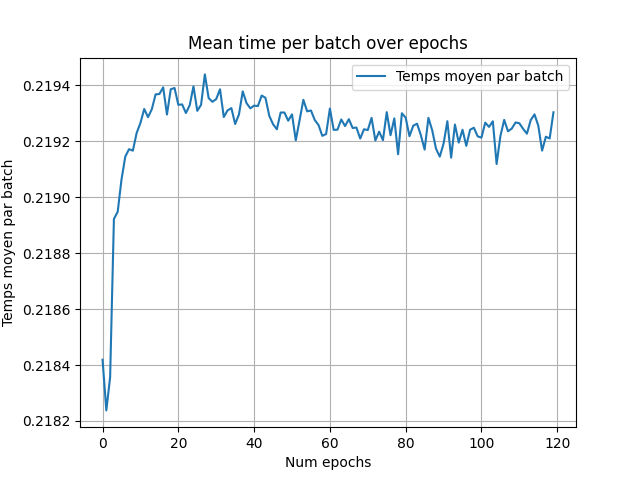 Mean time per batch over epochs
Temps moyen par batch
0.2194
0.2192
0.2190
0.2188
0.2186
0.2184
0.2182
Temps moyen par batch
0 20 40 60 80 100 120
Num epochs